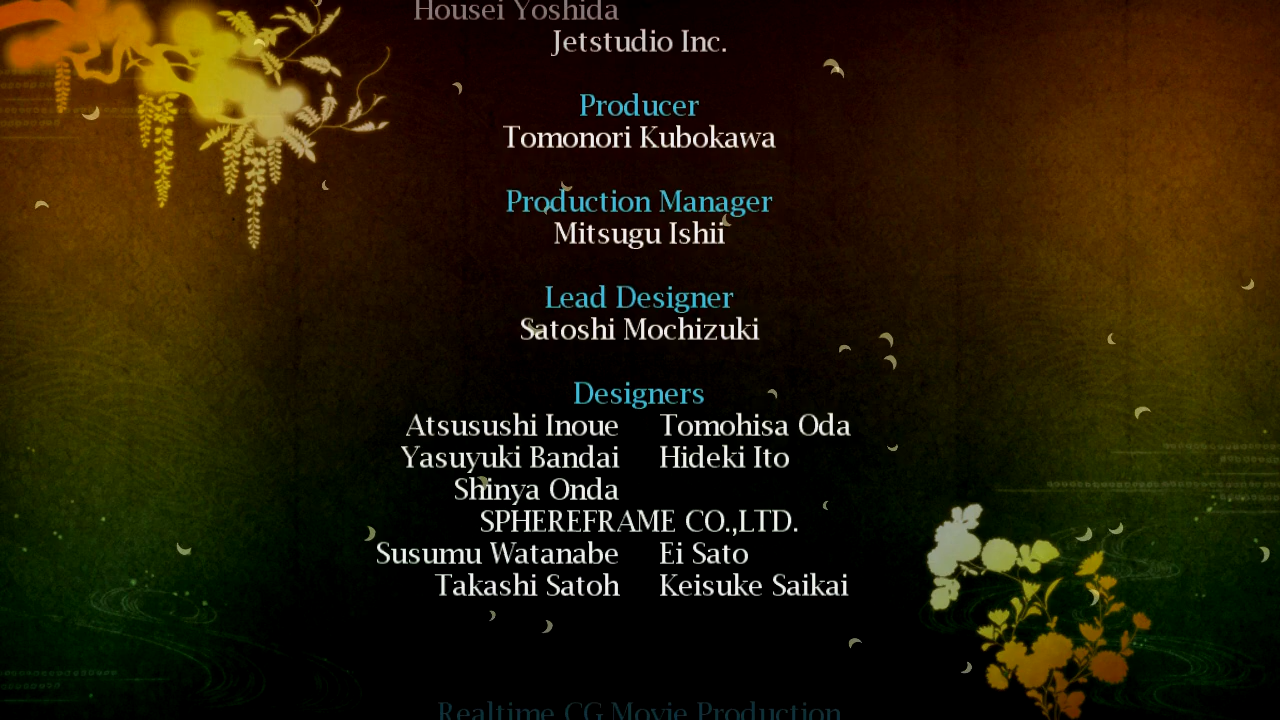 Housei Yoshida
Jetstudio Inc.
Producer
Tomonori Kubokawa
Production Manager
Mitsugu Ishii
Lead Designer
Satoshi Mochizuki
Designers
Atsusushi Inoue Tomohisa Oda
Yasuyuki Bandai Hideki Ito
Shinya Onda
SPHEREFRAME CO.,LTD.
Susumu Watanabe Ei Sato
Takashi Satoh Keisuke Saikai
Realtime CG Movie Production